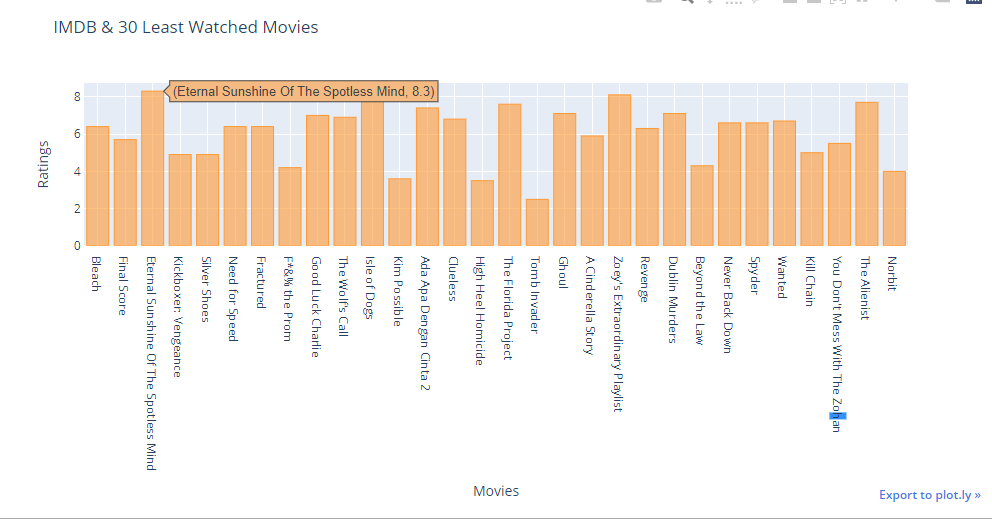 IMDB & 30 Least Watched Movies
(Eternal Sunshine Of The Spotless Mind, 8.3)
Ratings
8
6
4
2
0
Bleach
Final Score
Eternal Sunshine Of The Spotless Mind
Kickboxer: Vengeance
Silver Shoes
Need for Speed
Fractured
F*&% the Prom
Good Luck Charlie
The Wolf's Call
Isle of Dogs
Kim Possible
Ada Apa Dengan Cinta 2
Clueless
High Heel Homicide
The Florida Project
Tomb Invader
Ghoul
A Cinderella Story
Zoey's Extraordinary Playlist
Revenge
Dublin Murders
Beyond the Law
Never Back Down
Spyder
Wanted
Kill Chain
You Don't Mess With The Zohan
The Alienist
Norbit
Movies
Export to plot.ly »